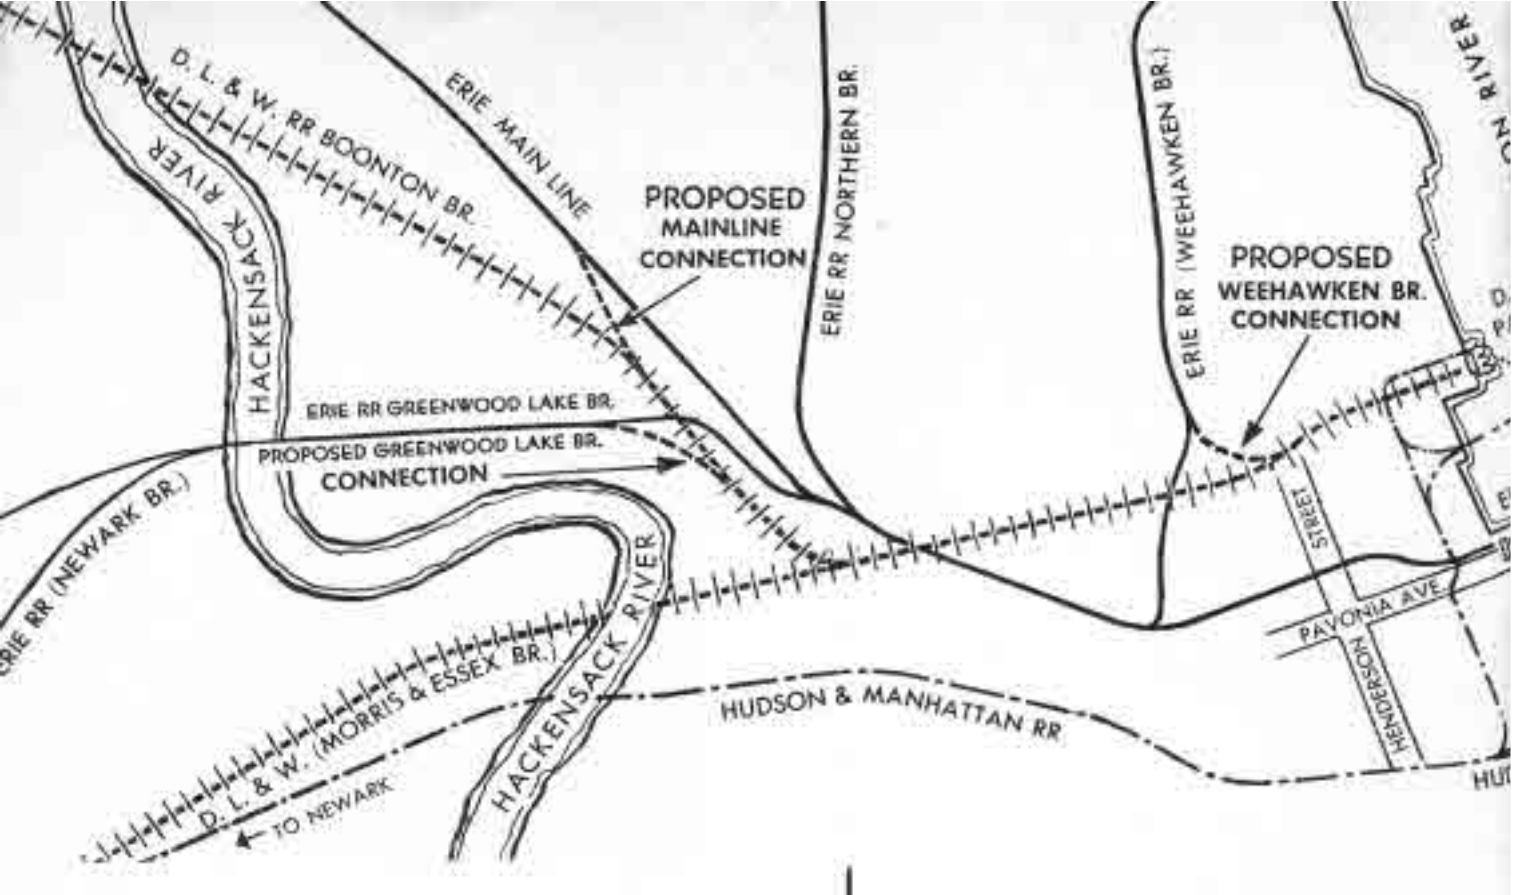 D. L. & W. RR BOONTON BR.
ERIE MAIN LINE
HACKENSACK RIVER
PROPOSED
MAINLINE
CONNECTION
ERIE RR NORTHERN BR.
ERIE RR (WEEHAWKEN BR.)
RIVER
PROPOSED
WEEHAWKEN BR.
CONNECTION
ERIE RR GREENWOOD LAKE BR.
PROPOSED GREENWOOD LAKE BR.
CONNECTION
ERIE RR (NEWARK BR.)
D. L. & W. (MORRIS & ESSEX BR.)
HACKENSACK RIVER
HUDSON & MANHATTAN RR
TO NEWARK
HENDERSON STREET
PAVONIA AVE